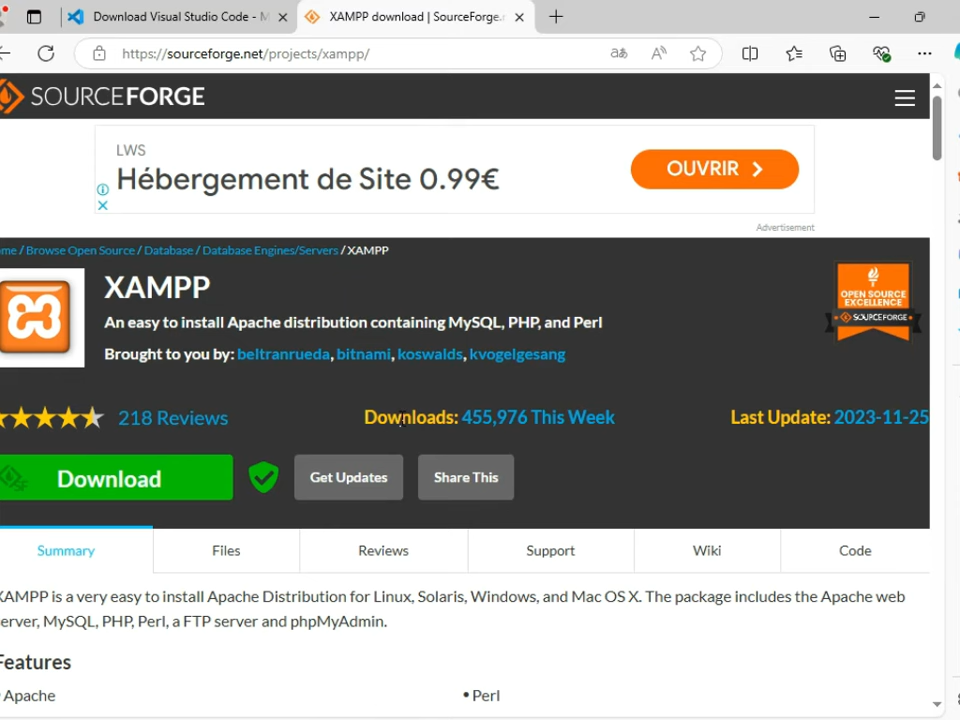 Download Visual Studio Code - M
XAMPP download | SourceForge.n
https://sourceforge.net/projects/xampp/
SOURCEFORGE
LWS
Hébergement de Site 0.99€
OUVRIR
Advertisement
me / Browse Open Source / Database / Database Engines/Servers / XAMPP
XAMPP
An easy to install Apache distribution containing MySQL, PHP, and Perl
Brought to you by: beltranrueda, bitnami, koswalds, kvogelgesang
OPEN SOURCE
EXCELLENCE
SOURCEFORGE
218 Reviews
Downloads: 455,976 This Week
Last Update: 2023-11-25
Download
Get Updates
Share This
Summary
Files
Reviews
Support
Wiki
Code
XAMPP is a very easy to install Apache Distribution for Linux, Solaris, Windows, and Mac OS X. The package includes the Apache web
erver, MySQL, PHP, Perl, a FTP server and phpMyAdmin.
Features
Apache
• Perl